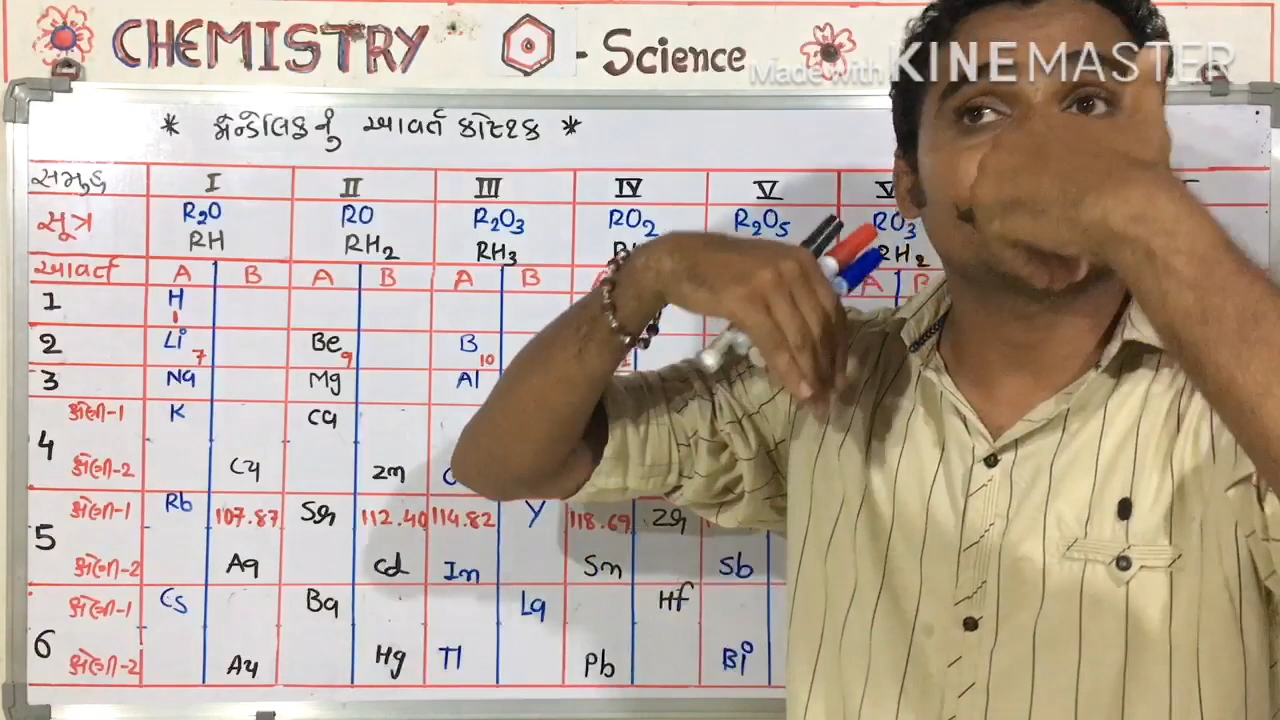 CHEMISTRY - Science
Made with KINEMASTER
* મેન્ડેલિફનું આવર્ત કોષ્ટક *
સમૂહ I II III IV V
સૂત્ર R₂O RO R₂O₃ RO₂ R₂O₅ RO₃
RH RH₂ RH₃
આવર્ત A B A B A B A B
1 H
1
2 Li 7 Be 9 B 10
3 Na Mg Al
4 શ્રેણી-1 K Ca
શ્રેણી-2 Cu Zn
5 શ્રેણી-1 Rb 107.87 Sr 112.40 114.82 Y 118.69 Zr
શ્રેણી-2 Ag Cd In Sn Sb
6 શ્રેણી-1 Cs Ba La Hf
શ્રેણી-2 Au Hg Tl Pb Bi